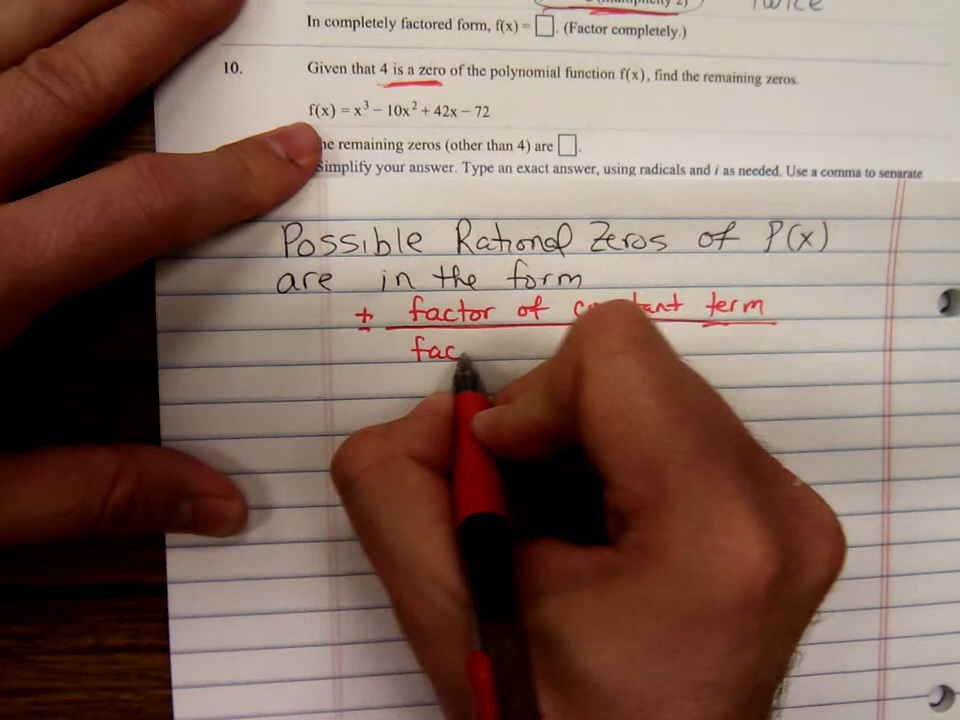 In completely factored form, f(x) = □. (Factor completely.)
10. Given that 4 is a zero of the polynomial function f(x), find the remaining zeros.
f(x) = x³ − 10x² + 42x − 72
he remaining zeros (other than 4) are □.
Simplify your answer. Type an exact answer, using radicals and i as needed. Use a comma to separate
Possible Rational Zeros of P(x)
are in the form
± factor of term
fac